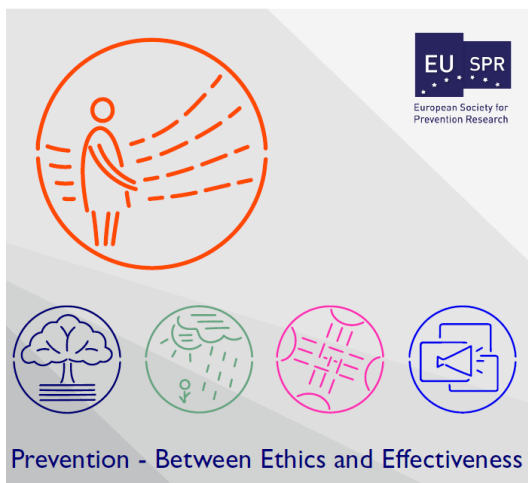 EU SPR
European Society for
Prevention Research
Prevention - Between Ethics and Effectiveness